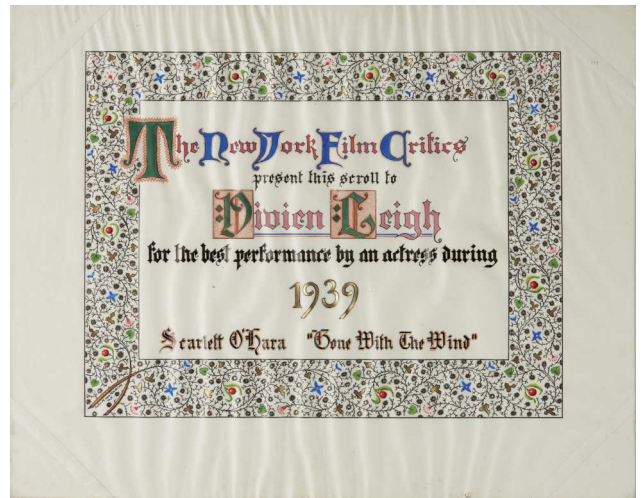 The New York Film Critics
present this scroll to
Vivien Leigh
for the best performance by an actress during
1939
Scarlett O'Hara "Gone With The Wind"